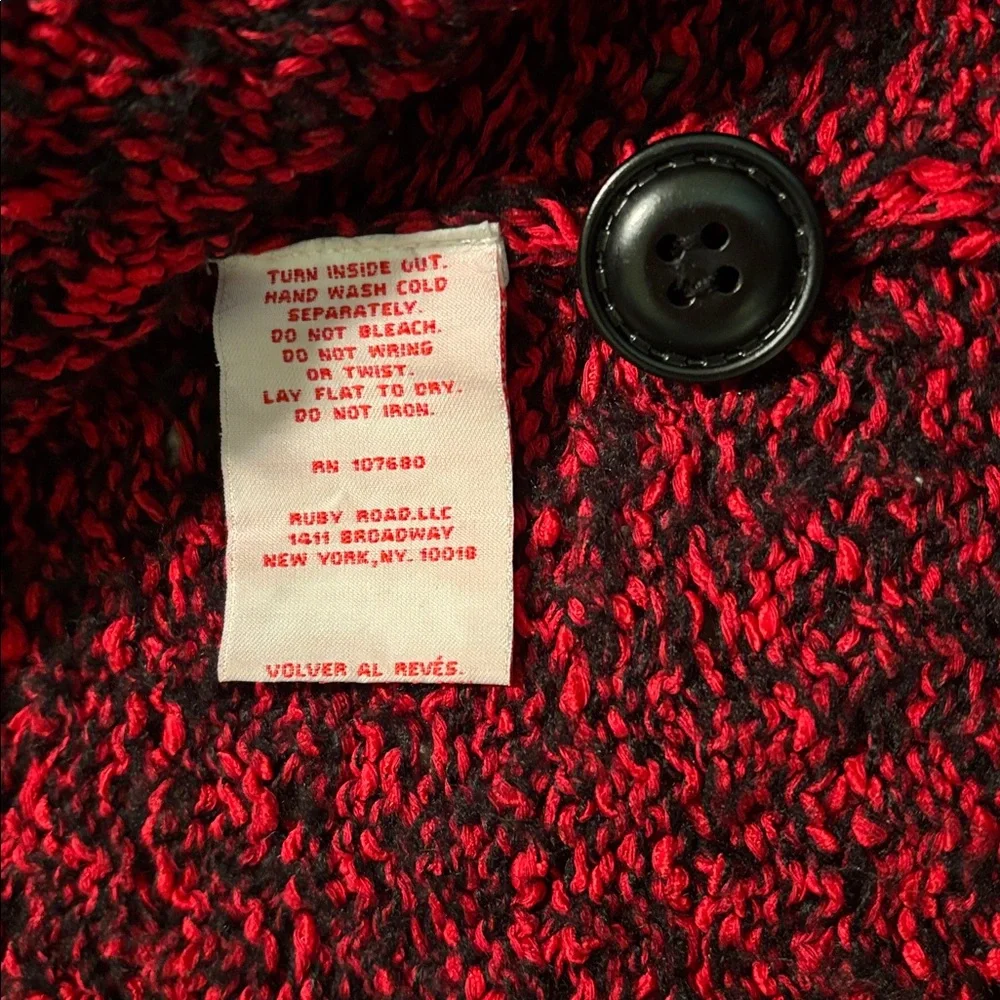 TURN INSIDE OUT.
HAND WASH COLD
SEPARATELY.
DO NOT BLEACH.
DO NOT WRING
OR TWIST.
LAY FLAT TO DRY.
DO NOT IRON.
RN 107680
RUBY ROAD.LLC
1411 BROADWAY
NEW YORK,NY. 10018
VOLVER AL REVÉS.